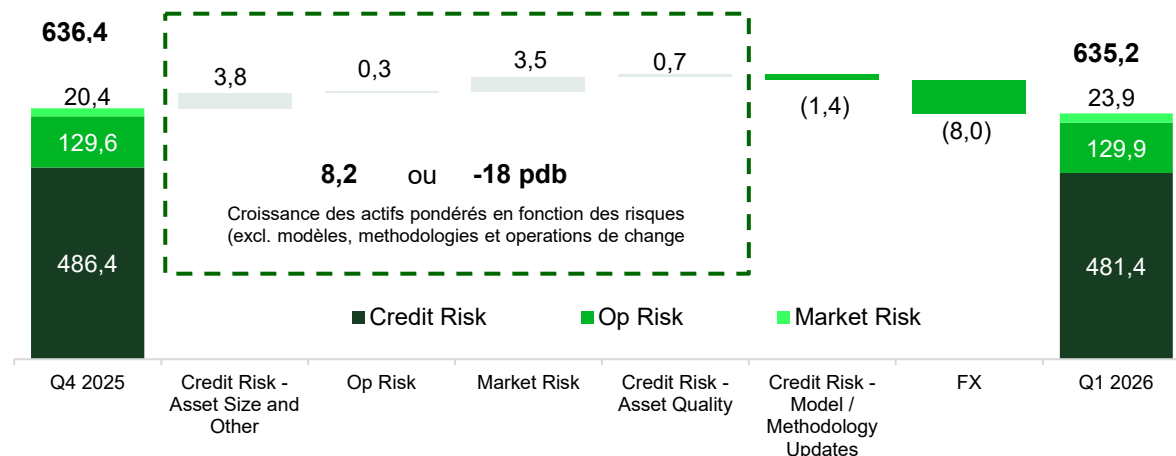 636,4
635,2
3,8
0,3
3,5
0,7
(1,4)
(8,0)
20,4
129,6
486,4
23,9
129,9
481,4
8,2 ou -18 pdb
Croissance des actifs pondérés en fonction des risques
(excl. modèles, methodologies et operations de change
Credit Risk
Op Risk
Market Risk
Q4 2025
Credit Risk -
Asset Size and
Other
Op Risk
Market Risk
Credit Risk -
Asset Quality
Credit Risk -
Model /
Methodology
Updates
FX
Q1 2026